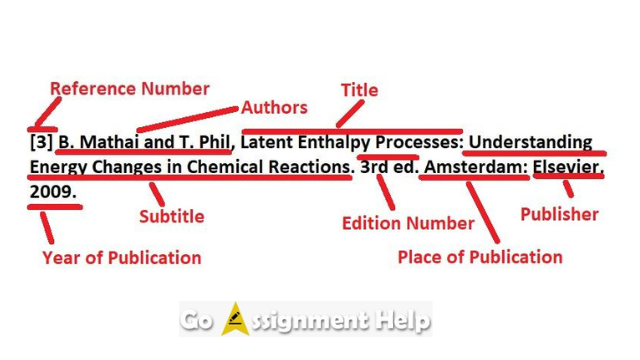 Reference Number
Title
Authors
[3] B. Mathai and T. Phil, Latent Enthalpy Processes: Understanding
Energy Changes in Chemical Reactions. 3rd ed. Amsterdam: Elsevier,
2009.
Subtitle
Edition Number
Publisher
Year of Publication
Place of Publication
Go Assignment Help